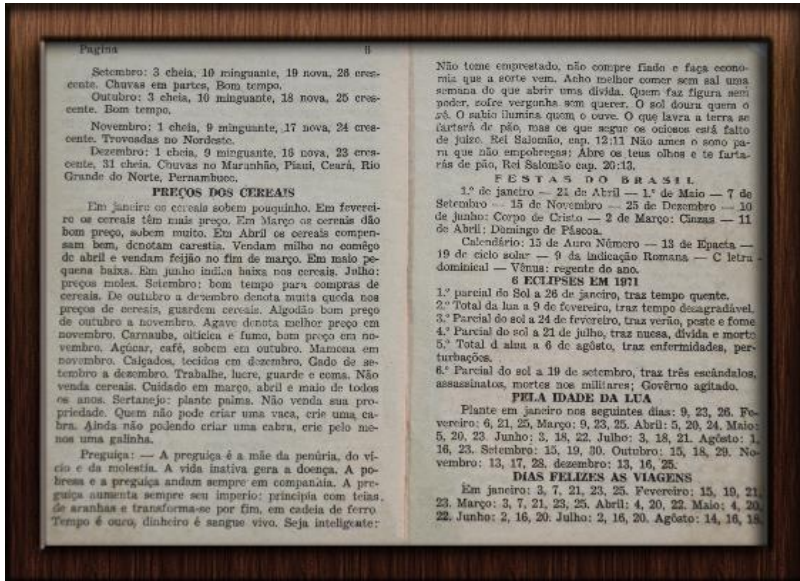 Pagina 5
Setembro: 3 cheia, 10 minguante, 19 nova, 26 cres-
cente. Chuvas em partes, Bom tempo.
Outubro: 3 cheia, 10 minguante, 18 nova, 25 cres-
cente. Bom tempo,
Novembro: 1 cheia, 9 minguante, 17 nova, 24 cres-
cente. Trovoadas no Nordeste.
Dezembro: 1 cheia, 9 minguante, 16 nova, 23 cres-
cente, 31 cheia. Chuvas no Maranhão, Piaui, Ceará, Rio
Grande do Norte, Pernambuco.
PREÇOS DOS CEREAIS
Em janeiro os cereais sobem pouquinho. Em feverei-
ro os cereais têm mais preço. Em Março os cereais dão
bom preço, sobem muito. Em Abril os cereais compen-
sam bem, denotam carestia. Vendam milho no comêço
de abril e vendam feijão no fim de março. Em maio pe-
quena baixa. Em junho indica baixa nos cereais. Julho:
preços moles. Setembro: bom tempo para compras de
cereais. De outubro a dezembro denota muita queda nos
preços de cereais, guardem cereais. Algodão bom preço
de outubro a novembro. Agave denota melhor preço em
novembro. Carnauba, oiticica e fumo, bom preço em no-
vembro. Açúcar, café, sobem em outubro. Mamona em
novembro. Calçados, tecidos em dezembro, Gado de se-
tembro a dezembro. Trabalhe, lucre, guarde e coma. Não
venda cereais. Cuidado em março, abril e maio de todos
os anos. Sertanejo: plante palma. Não venda sua pro-
priedade. Quem não pode criar uma vaca, crie uma ca-
bra. Ainda não podendo criar uma cabra, crie pelo me-
nos uma galinha.
Preguiça: — A preguiça é a mãe da penúria, do ví-
cio e da molestia. A vida inativa gera a doença. A po-
bresa e a preguiça andam sempre em companhia. A pre-
guiça aumenta sempre seu imperio: principia com teias
de aranhas e transforma-se por fim, em cadeia de ferro
Tempo é ouro, dinheiro é sangue vivo. Seja inteligente:
Não tome emprestado, não compre fiado e faça econo-
mia que a sorte vem. Acho melhor comer sem sal uma
semana do que abrir uma dívida. Quem faz figura sem
poder, sofre vergonha sem querer. O sol doura quem o
vê. O sabio ilumina quem o ouve. O que lavra a terra se
fartará de pão, mas os que segue os ociosos está falto
de juizo. Rei Salomão, cap. 12:11 Não ames o sono pa-
ra que não empobreças; Abre os teus olhos e te farta-
rás de pão, Rei Salomão cap. 20:13.
FESTAS DO BRASIL
1.º de janeiro — 21 de Abril — 1.º de Maio — 7 de
Setembro — 15 de Novembro — 25 de Dezembro — 10
de junho: Corpo de Cristo — 2 de Março: Cinzas — 11
de Abril: Domingo de Páscoa.
Calendário: 15 de Auro Número — 13 de Epacta —
19 de ciclo solar — 9 da indicação Romana — C letra
dominical — Vênus: regente do ano.
6 ECLIPSES EM 1971
1.º parcial do Sol a 26 de janeiro, traz tempo quente.
2.º Total da lua a 9 de fevereiro, traz tempo desagradável.
3.º Parcial do sol a 24 de fevereiro, traz verão, peste e fome
4.º Parcial do sol a 21 de julho, traz nuesa, dívida e morte
5.º Total d alua a 6 de agôsto, traz enfermidades, per-
turbações.
6.º Parcial do sol a 19 de setembro, traz três escândalos,
assassinatos, mortes nos militares; Govêrno agitado.
PELA IDADE DA LUA
Plante em janeiro nos seguintes dias: 9, 23, 26. Fe-
vereiro: 6, 21, 25, Março: 9, 23, 25. Abril: 5, 20, 24. Maio:
5, 20, 23. Junho: 3, 18, 22. Julho: 3, 18, 21. Agôsto: 1,
16, 23. Setembro: 15, 19, 30. Outubro: 15, 18, 29. No-
vembro: 13, 17, 28. dezembro: 13, 16, 25.
DIAS FELIZES AS VIAGENS
Em janeiro: 3, 7, 21, 23, 25. Fevereiro: 15, 19, 21,
23. Março: 3, 7, 21, 23, 25. Abril: 4, 20, 22. Maio: 4, 20,
22. Junho: 2, 16, 20. Julho: 2, 16, 20. Agôsto: 14, 16, 18,